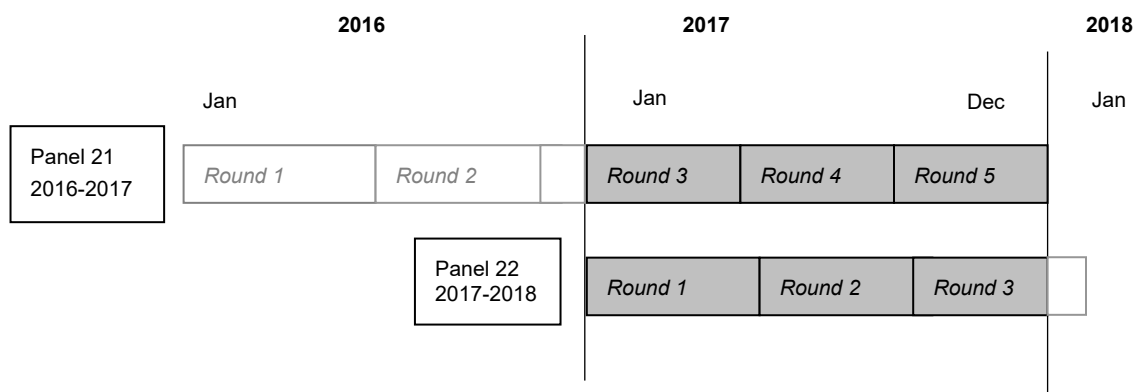 2016 2017 2018
Jan Jan Dec Jan
Panel 21
2016-2017
Round 1 Round 2 Round 3 Round 4 Round 5
Panel 22
2017-2018
Round 1 Round 2 Round 3